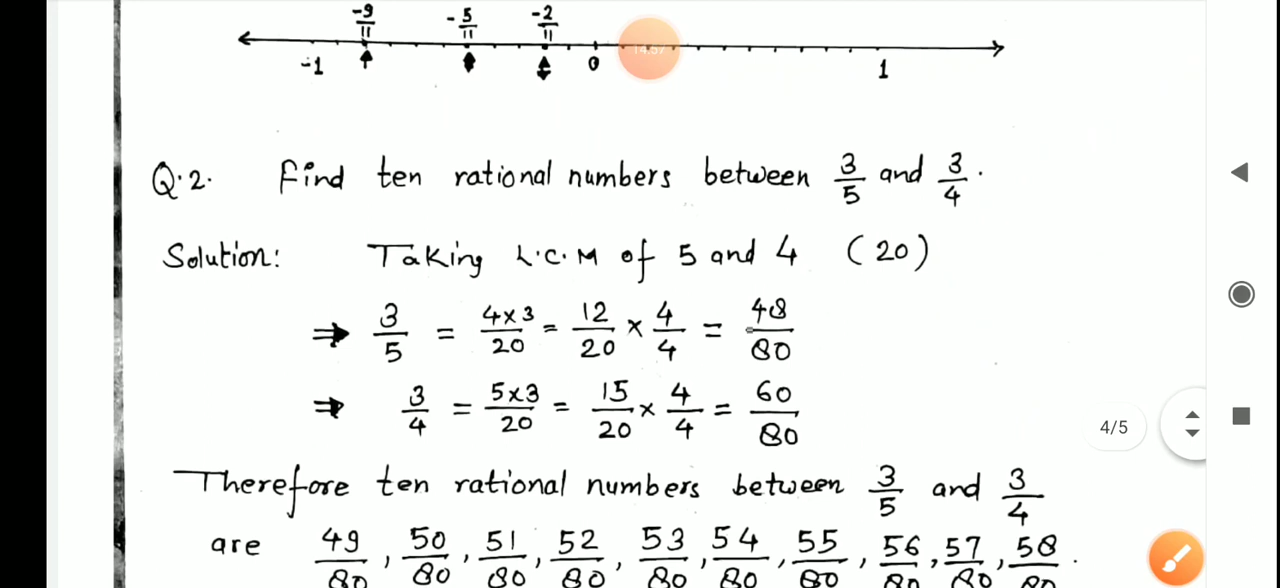 -9/11 -5/11 -2/11
-1 0 14:57 1
Q.2. Find ten rational numbers between 3/5 and 3/4.
Solution: Taking L.C.M of 5 and 4 (20)
⇒ 3/5 = 4x3/20 = 12/20 x 4/4 = 48/80
⇒ 3/4 = 5x3/20 = 15/20 x 4/4 = 60/80
4/5
Therefore ten rational numbers between 3/5 and 3/4
are 49/80, 50/80, 51/80, 52/80, 53/80, 54/80, 55/80, 56/80, 57/80, 58/80.